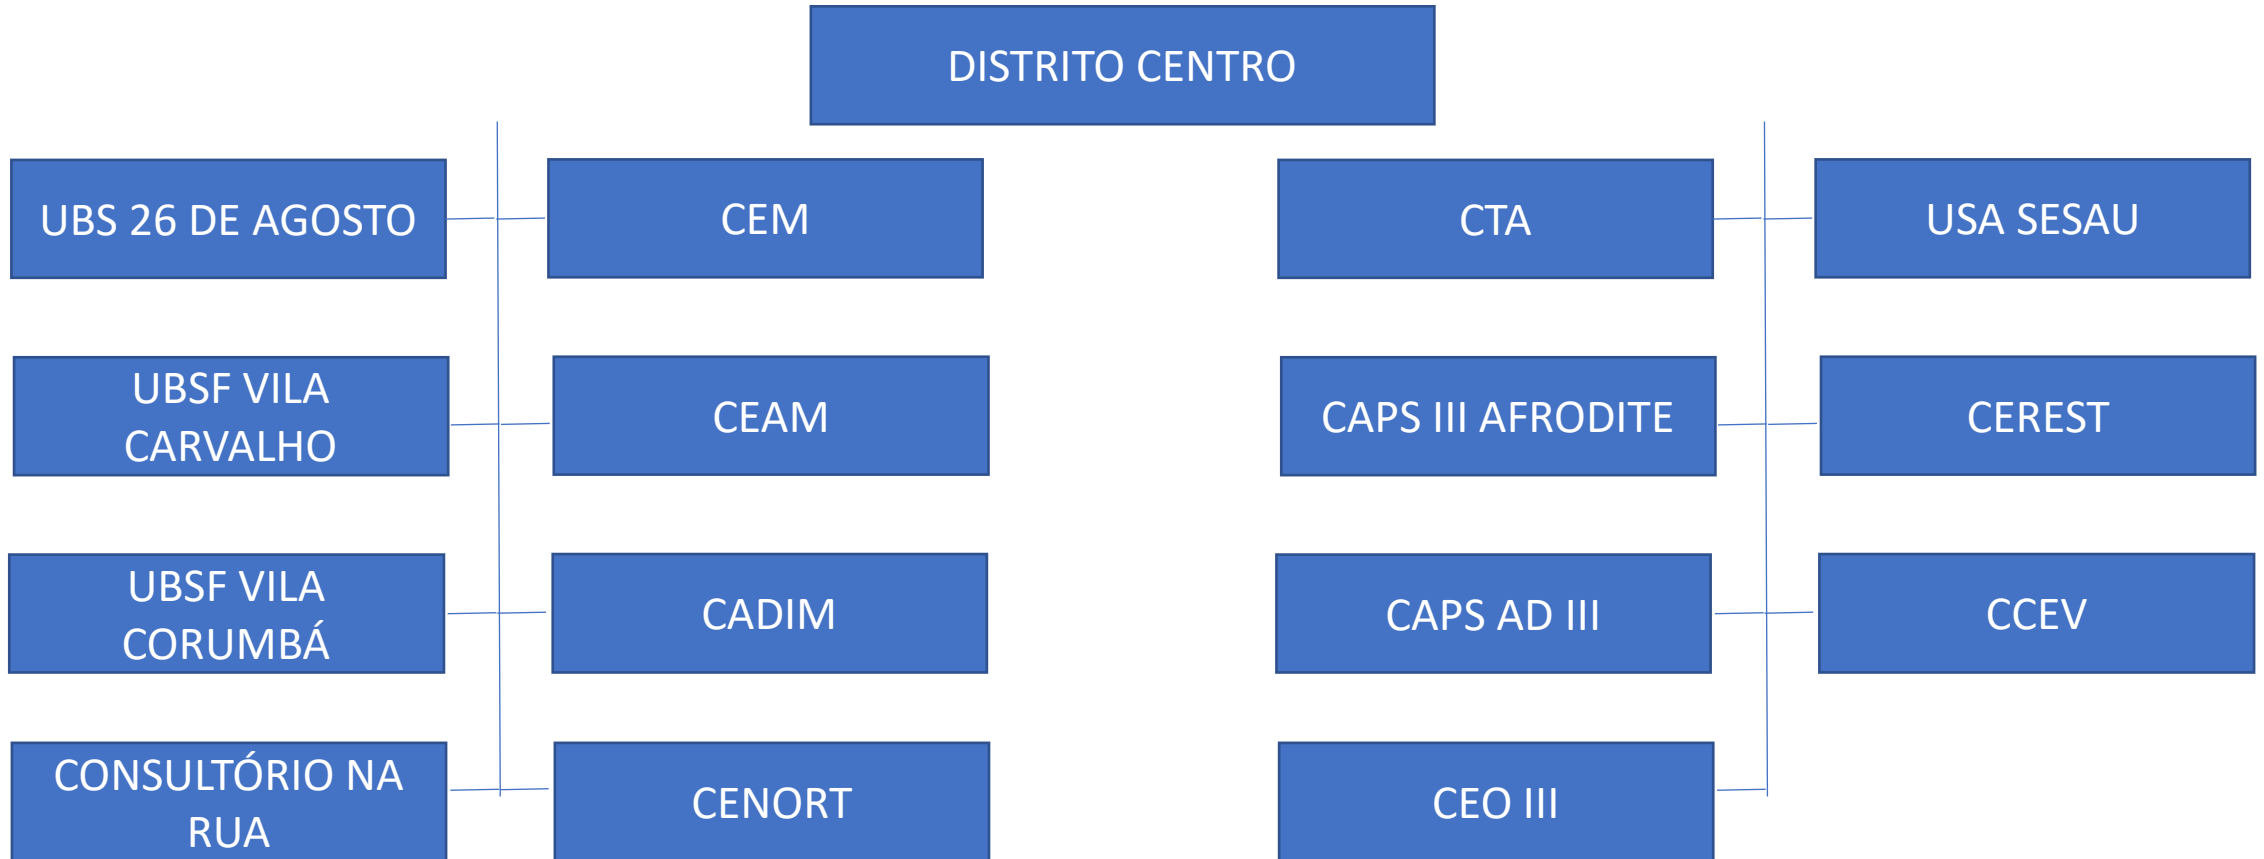 DISTRITO CENTRO
UBS 26 DE AGOSTO
CEM
CTA
USA SESAU
UBSF VILA
CARVALHO
CEAM
CAPS III AFRODITE
CEREST
UBSF VILA
CORUMBÁ
CADIM
CAPS AD III
CCEV
CONSULTÓRIO NA
RUA
CENORT
CEO III